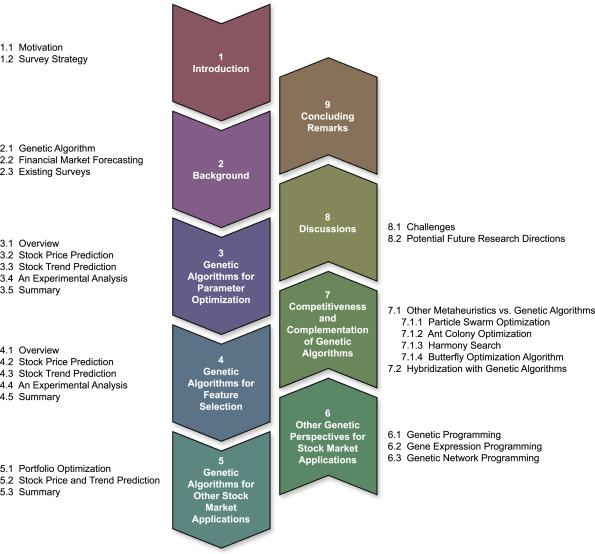 1.1 Motivation
1.2 Survey Strategy
1
Introduction
2.1 Genetic Algorithm
2.2 Financial Market Forecasting
2.3 Existing Surveys
2
Background
3.1 Overview
3.2 Stock Price Prediction
3.3 Stock Trend Prediction
3.4 An Experimental Analysis
3.5 Summary
3
Genetic
Algorithms for
Parameter
Optimization
4.1 Overview
4.2 Stock Price Prediction
4.3 Stock Trend Prediction
4.4 An Experimental Analysis
4.5 Summary
4
Genetic
Algorithms for
Feature
Selection
5.1 Portfolio Optimization
5.2 Stock Price and Trend Prediction
5.3 Summary
5
Genetic
Algorithms for
Other Stock
Market
Applications
6
Other Genetic
Perspectives for
Stock Market
Applications
6.1 Genetic Programming
6.2 Gene Expression Programming
6.3 Genetic Network Programming
7
Competitiveness
and
Complementation
of Genetic
Algorithms
7.1 Other Metaheuristics vs. Genetic Algorithms
7.1.1 Particle Swarm Optimization
7.1.2 Ant Colony Optimization
7.1.3 Harmony Search
7.1.4 Butterfly Optimization Algorithm
7.2 Hybridization with Genetic Algorithms
8
Discussions
8.1 Challenges
8.2 Potential Future Research Directions
9
Concluding
Remarks